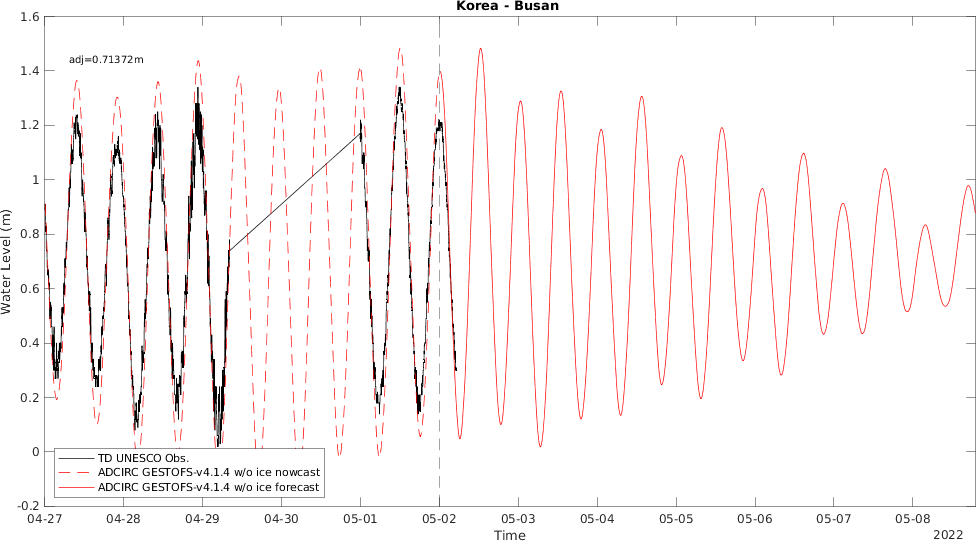 Korea - Busan
1.6
adj=0.71372m
1.4
1.2
1
0.8
0.6
0.4
0.2
0
-0.2
Water Level (m)
TD UNESCO Obs.
ADCIRC GESTOFS-v4.1.4 w/o ice nowcast
ADCIRC GESTOFS-v4.1.4 w/o ice forecast
04-27 04-28 04-29 04-30 05-01 05-02 05-03 05-04 05-05 05-06 05-07 05-08
Time
2022